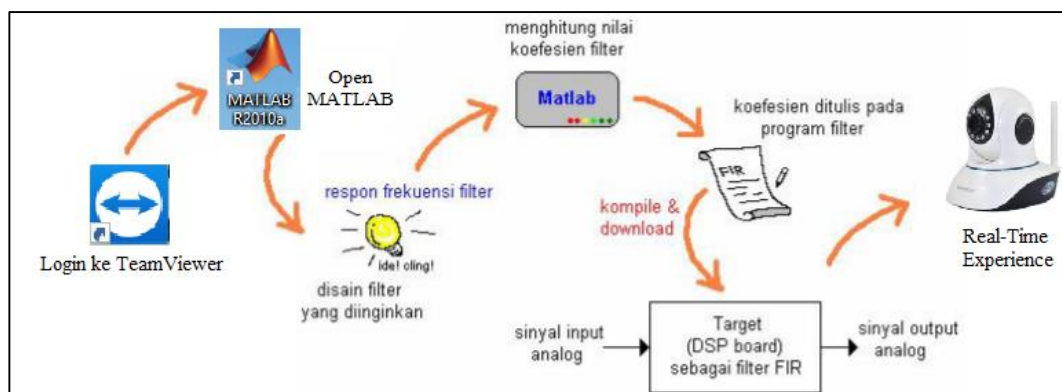 Login ke TeamViewer
MATLAB
R2010a
Open
MATLAB
respon frekuensi filter
ide! cling!
disain filter
yang diinginkan
menghitung nilai
koefesien filter
Matlab
koefesien ditulis pada
program filter
FIR
kompile &
download
sinyal input
analog
Target
(DSP board)
sebagai filter FIR
sinyal output
analog
Real-Time
Experience